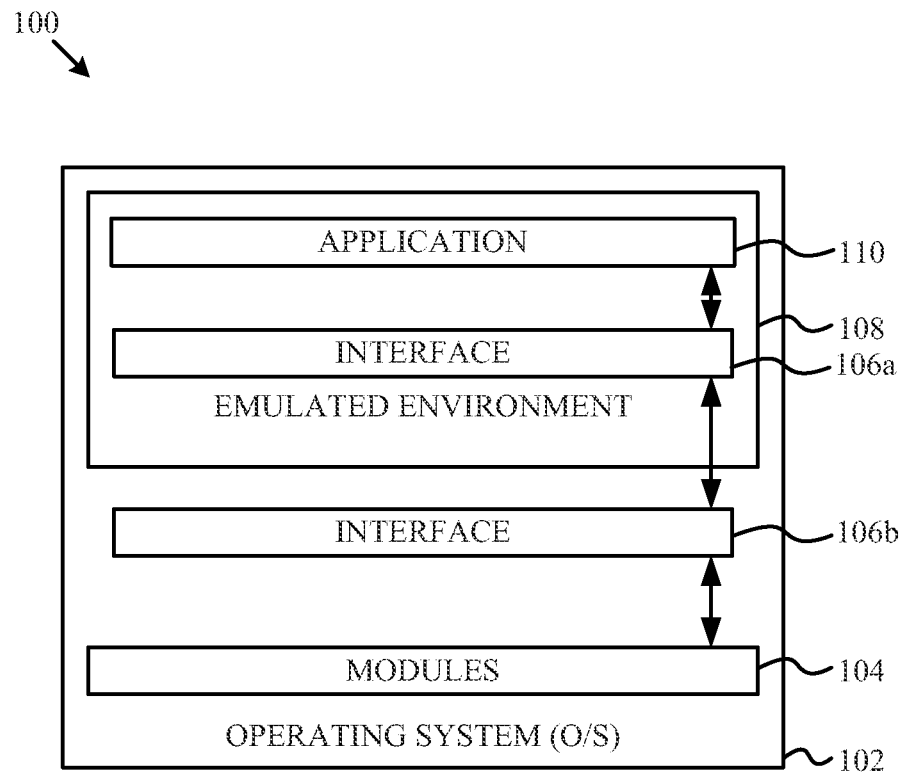 100
APPLICATION
110
108
INTERFACE
106a
EMULATED ENVIRONMENT
INTERFACE
106b
MODULES
104
OPERATING SYSTEM (O/S)
102